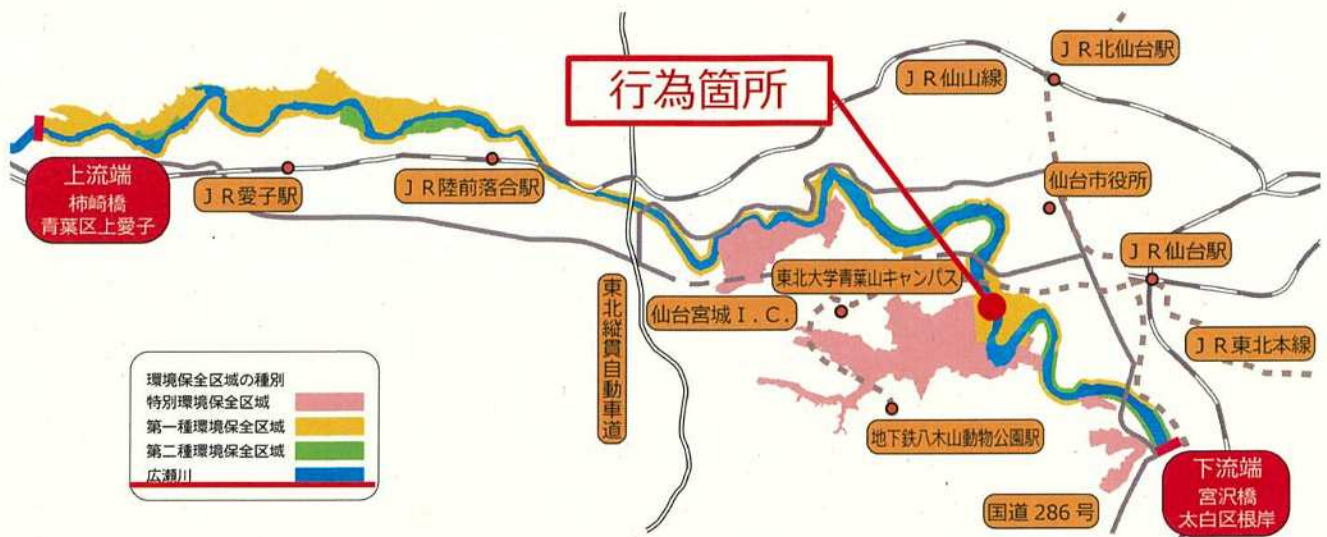 行為箇所
JR北仙台駅
JR仙山線
上流端
柿崎橋
青葉区上愛子
JR愛子駅
JR陸前落合駅
仙台市役所
JR仙台駅
東北大学青葉山キャンパス
仙台宮城I.C.
東北縦貫自動車道
JR東北本線
地下鉄八木山動物公園駅
環境保全区域の種別
特別環境保全区域
第一種環境保全区域
第二種環境保全区域
広瀬川
下流端
宮沢橋
太白区根岸
国道286号